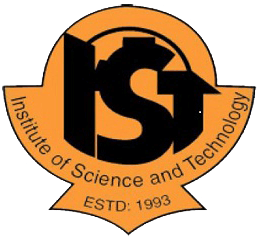 IST
Institute of Science and Technology
ESTD: 1993